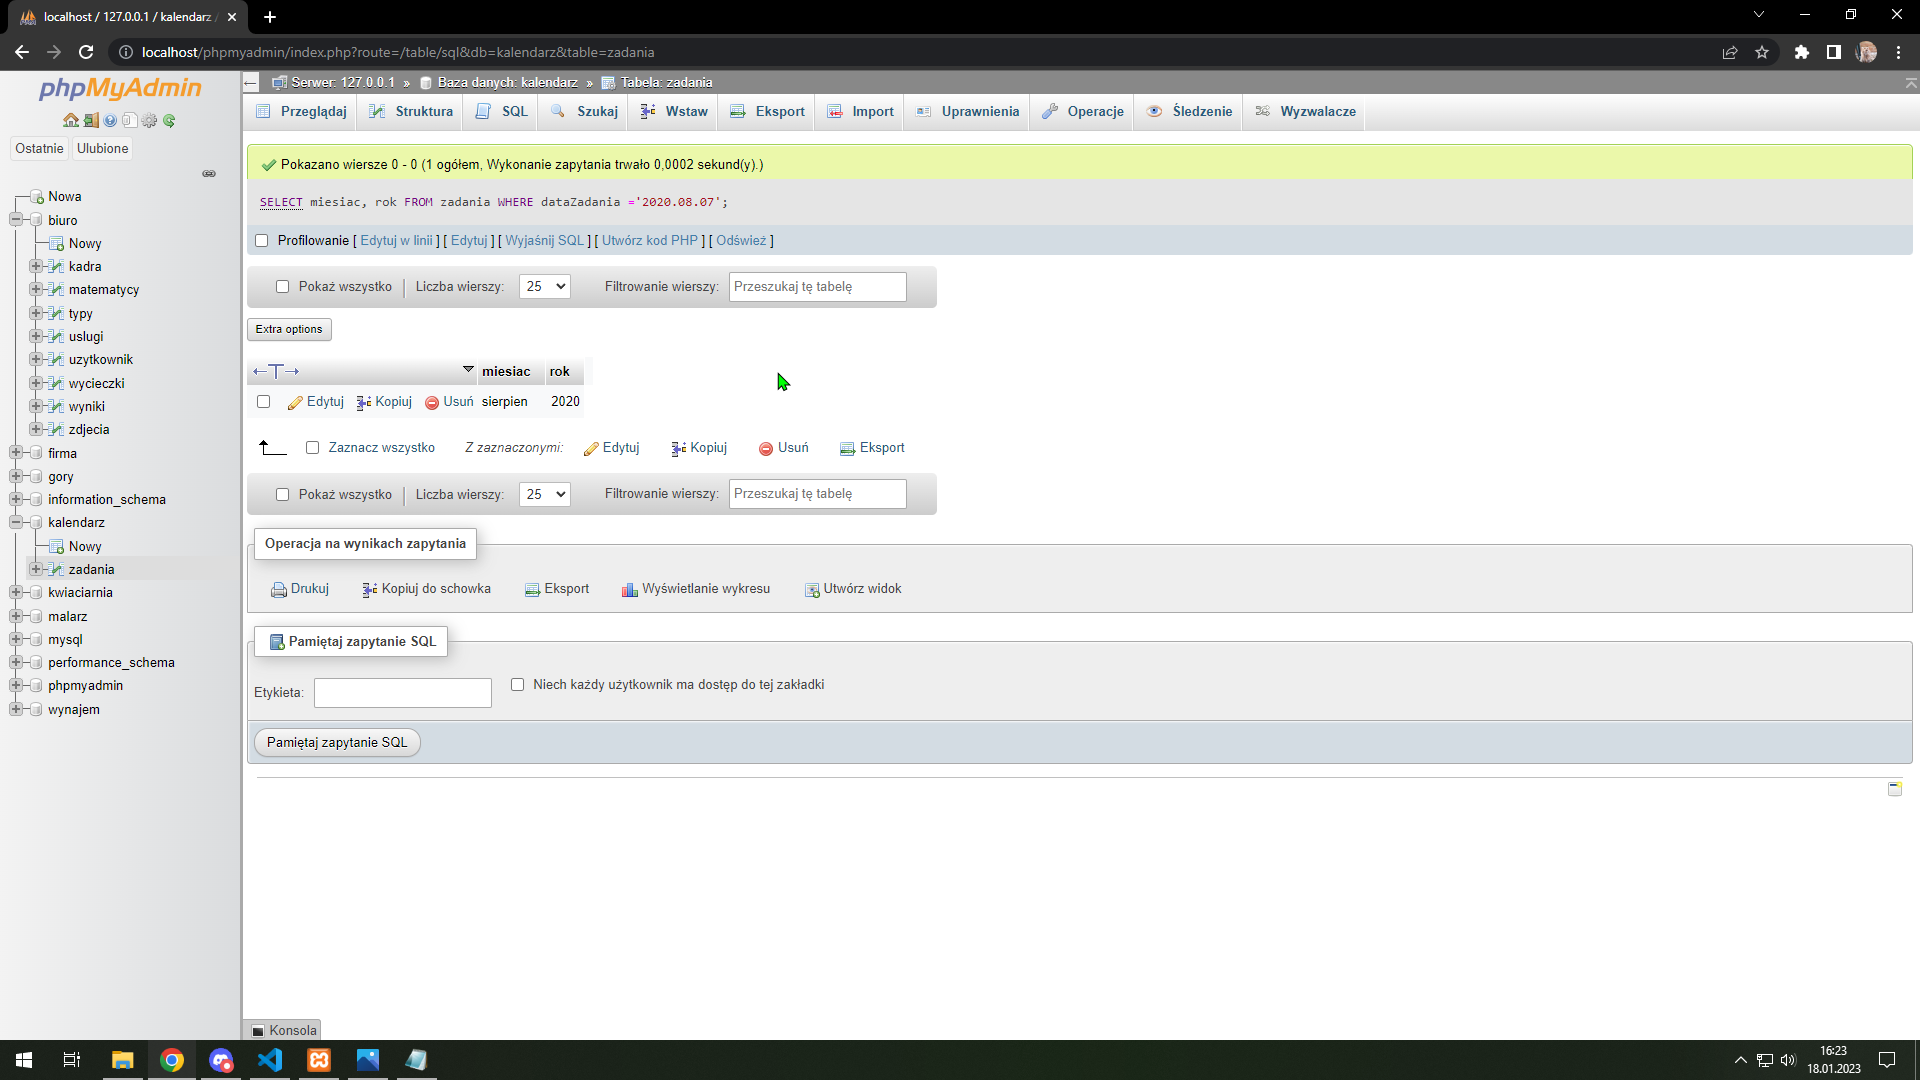 localhost / 127.0.0.1 / kalendarz /
localhost/phpmyadmin/index.php?route=/table/sql&db=kalendarz&table=zadania
phpMyAdmin
Ostatnie Ulubione
Nowa
biuro
Nowy
kadra
matematycy
typy
uslugi
uzytkownik
wycieczki
wyniki
zdjecia
firma
gory
information_schema
kalendarz
Nowy
zadania
kwiaciarnia
malarz
mysql
performance_schema
phpmyadmin
wynajem
Serwer: 127.0.0.1 » Baza danych: kalendarz » Tabela: zadania
Przeglądaj Struktura SQL Szukaj Wstaw Eksport Import Uprawnienia Operacje Śledzenie Wyzwalacze
Pokazano wiersze 0 - 0 (1 ogółem, Wykonanie zapytania trwało 0,0002 sekund(y).)
SELECT miesiac, rok FROM zadania WHERE dataZadania ='2020.08.07';
Profilowanie [ Edytuj w linii ] [ Edytuj ] [ Wyjaśnij SQL ] [ Utwórz kod PHP ] [ Odśwież ]
Pokaż wszystko | Liczba wierszy: 25 Filtrowanie wierszy: Przeszukaj tę tabelę
Extra options
←T→ miesiac rok
Edytuj Kopiuj Usuń sierpien 2020
Zaznacz wszystko Z zaznaczonymi: Edytuj Kopiuj Usuń Eksport
Pokaż wszystko | Liczba wierszy: 25 Filtrowanie wierszy: Przeszukaj tę tabelę
Operacja na wynikach zapytania
Drukuj Kopiuj do schowka Eksport Wyświetlanie wykresu Utwórz widok
Pamiętaj zapytanie SQL
Etykieta: Niech każdy użytkownik ma dostęp do tej zakładki
Pamiętaj zapytanie SQL
Konsola
16:23
18.01.2023